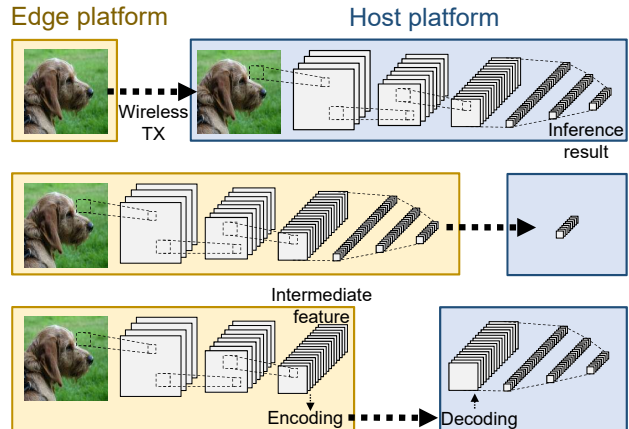 Edge platform
Host platform
Wireless
TX
Inference
result
Intermediate
feature
Encoding
Decoding